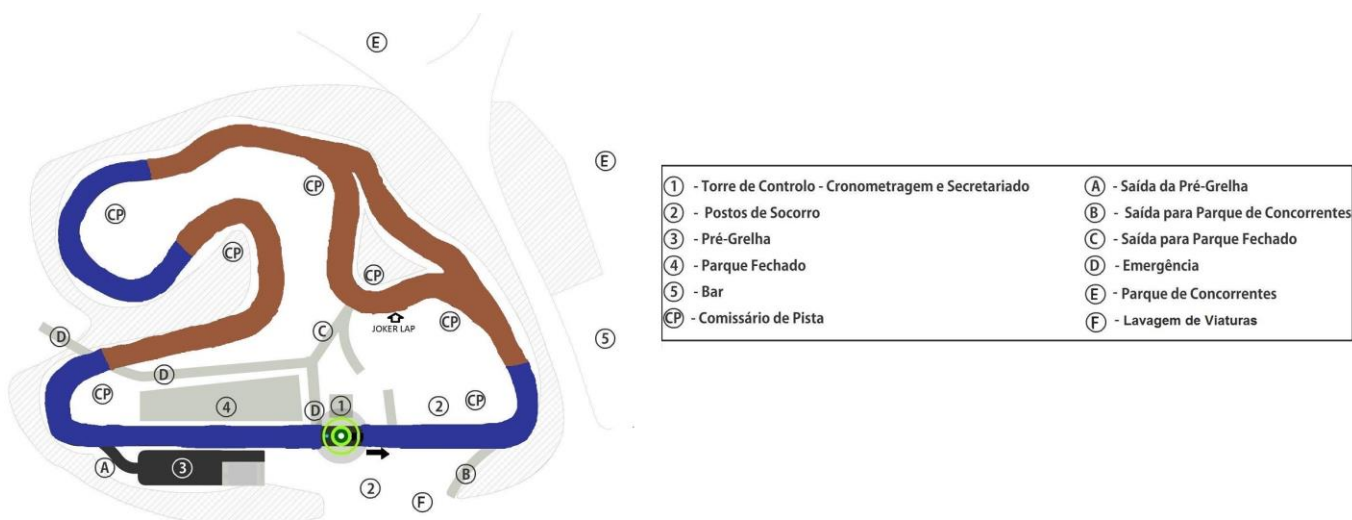 E
E
CP
CP
CP
CP
CP
JOKER LAP
C
D
D
5
CP
CP
4
D
1
2
A
3
B
2
F
1 - Torre de Controlo - Cronometragem e Secretariado
2 - Postos de Socorro
3 - Pré-Grelha
4 - Parque Fechado
5 - Bar
CP - Comissário de Pista
A - Saída da Pré-Grelha
B - Saída para Parque de Concorrentes
C - Saída para Parque Fechado
D - Emergência
E - Parque de Concorrentes
F - Lavagem de Viaturas